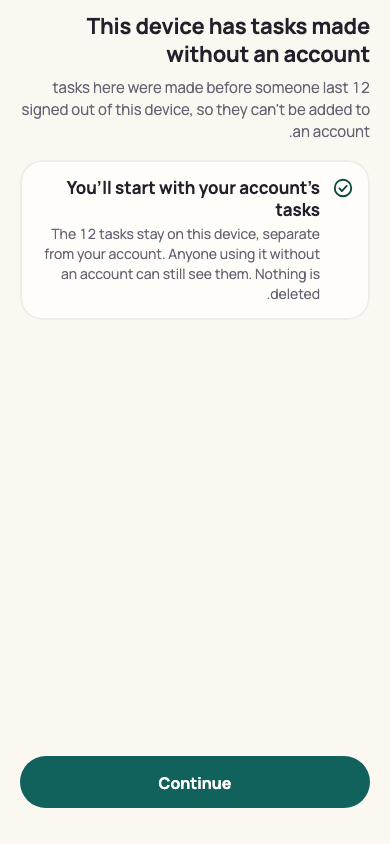 This device has tasks made
without an account
tasks here were made before someone last 12
signed out of this device, so they can't be added to
.an account
You'll start with your account's
tasks
The 12 tasks stay on this device, separate
from your account. Anyone using it without
an account can still see them. Nothing is
.deleted
Continue